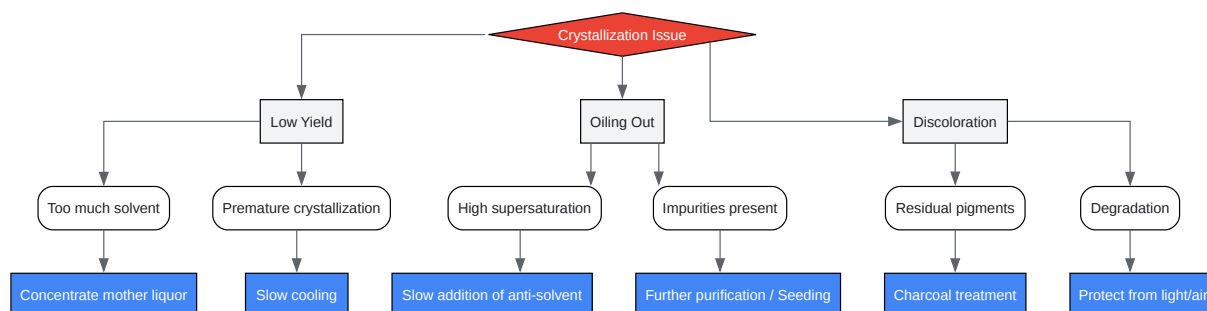 Crystallization Issue
Low Yield
Oiling Out
Discoloration
Too much solvent
Premature crystallization
High supersaturation
Impurities present
Residual pigments
Degradation
Concentrate mother liquor
Slow cooling
Slow addition of anti-solvent
Further purification / Seeding
Charcoal treatment
Protect from light/air